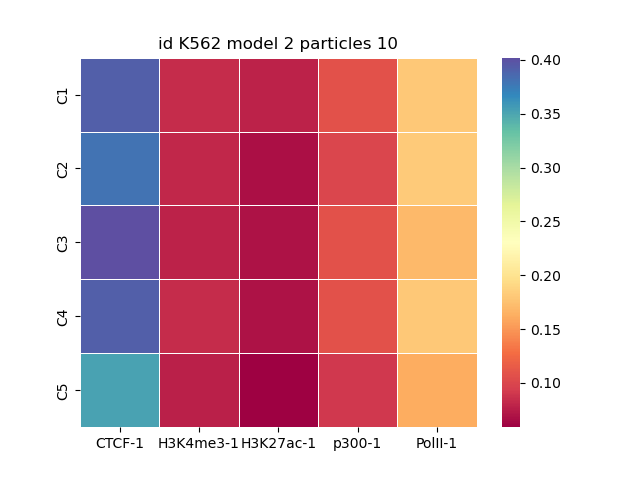 id K562 model 2 particles 10
C1
C2
C3
C4
C5
CTCF-1 H3K4me3-1 H3K27ac-1 p300-1 PolII-1
0.40
0.35
0.30
0.25
0.20
0.15
0.10